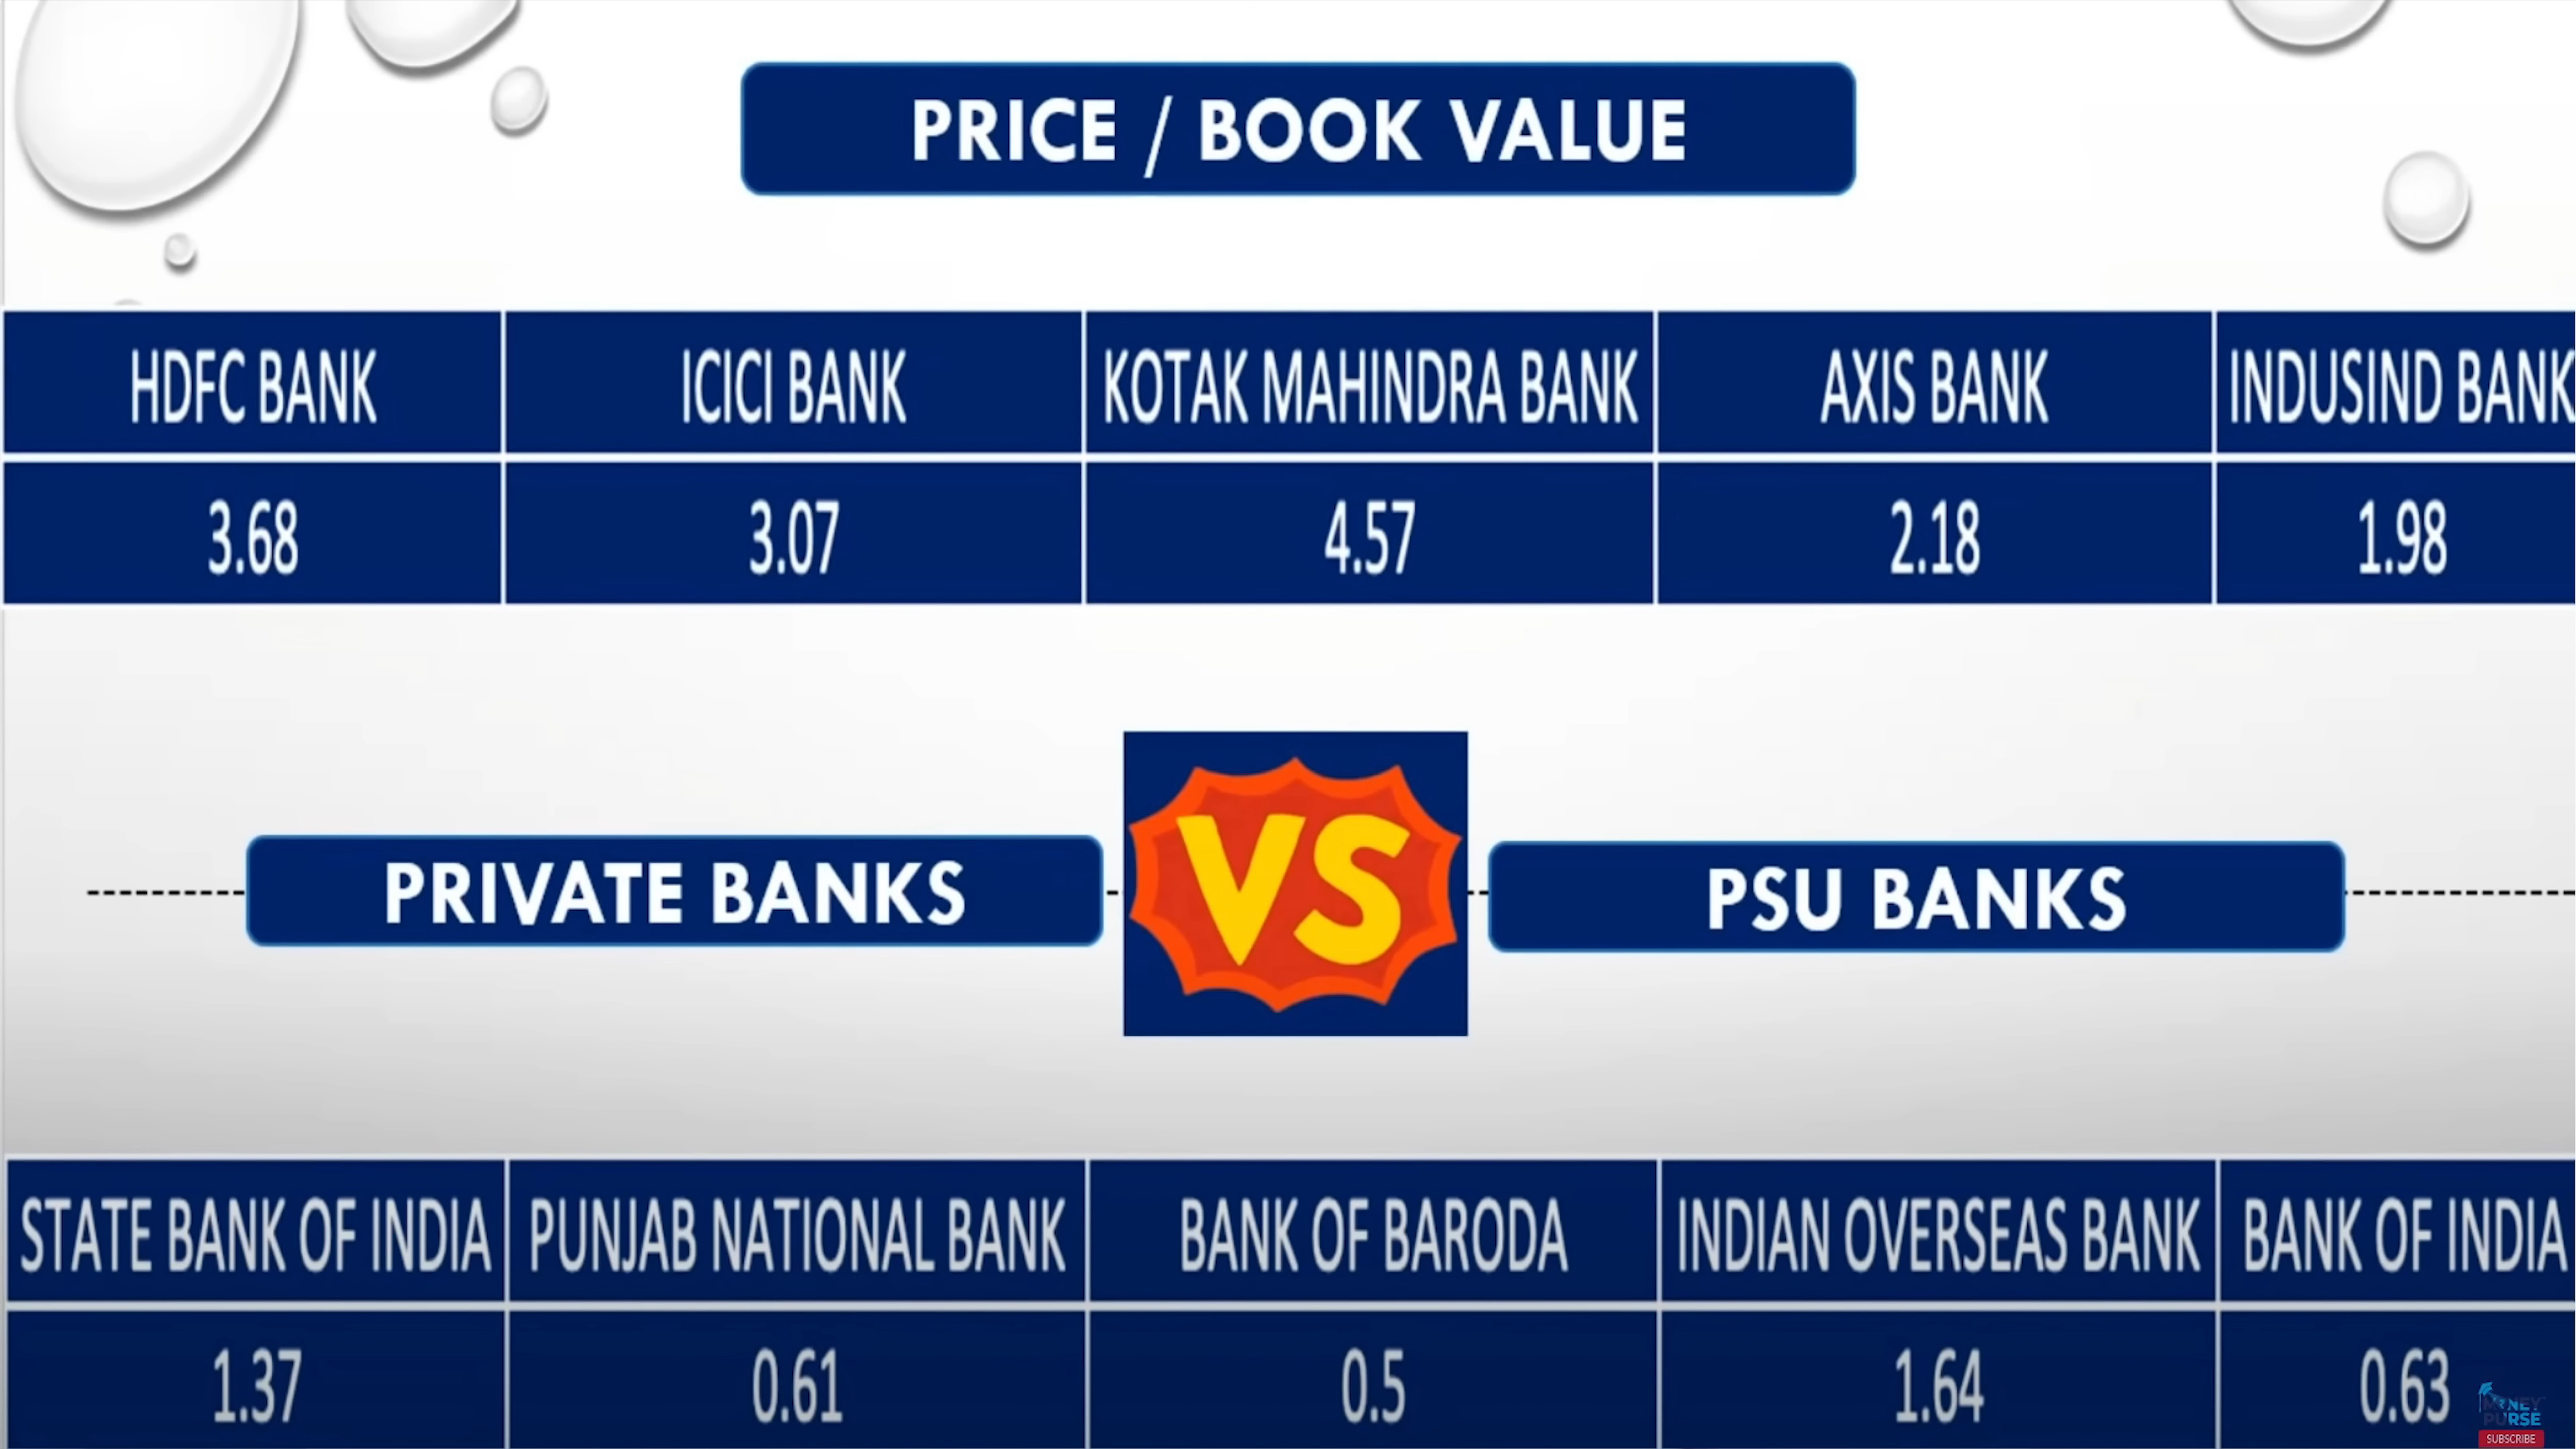 PRICE / BOOK VALUE
HDFC BANK ICICI BANK KOTAK MAHINDRA BANK AXIS BANK INDUSIND BANK
3.68 3.07 4.57 2.18 1.98
PRIVATE BANKS VS PSU BANKS
STATE BANK OF INDIA PUNJAB NATIONAL BANK BANK OF BARODA INDIAN OVERSEAS BANK BANK OF INDIA
1.37 0.61 0.5 1.64 0.63
MONEY
PURSE
SUBSCRIBE